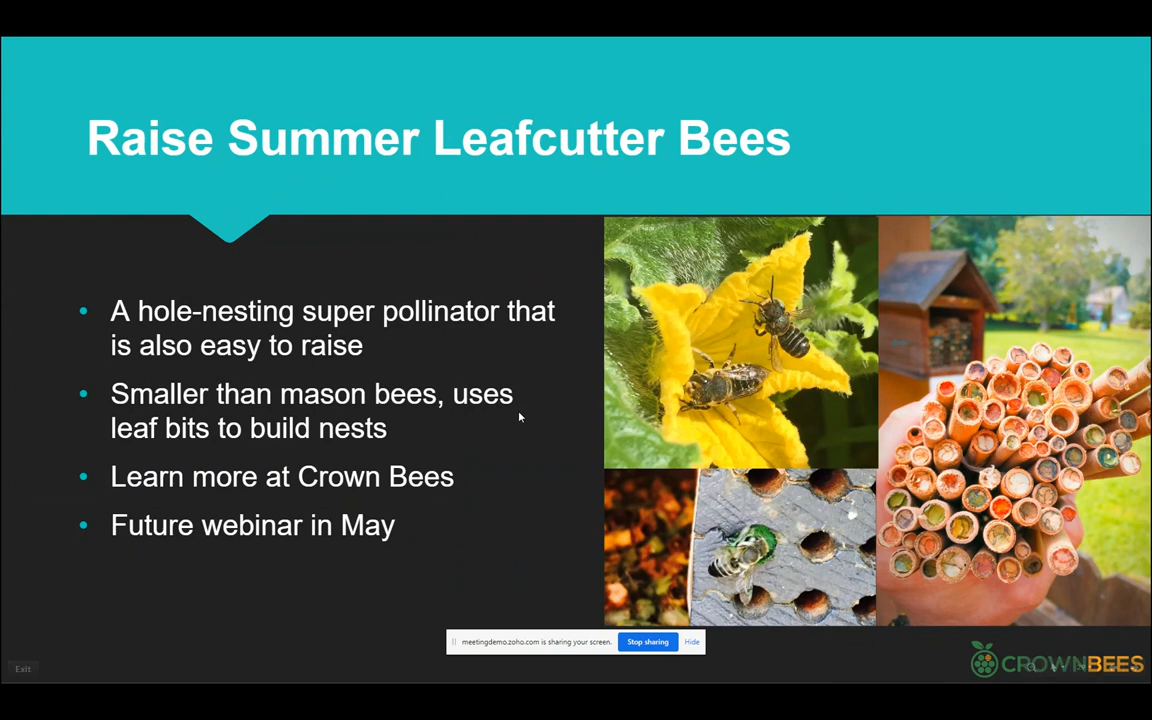 Raise Summer Leafcutter Bees
• A hole-nesting super pollinator that
is also easy to raise
• Smaller than mason bees, uses
leaf bits to build nests
• Learn more at Crown Bees
• Future webinar in May
meetingdemo.zoho.com is sharing your screen. Stop sharing Hide
Exit
CROWNBEES